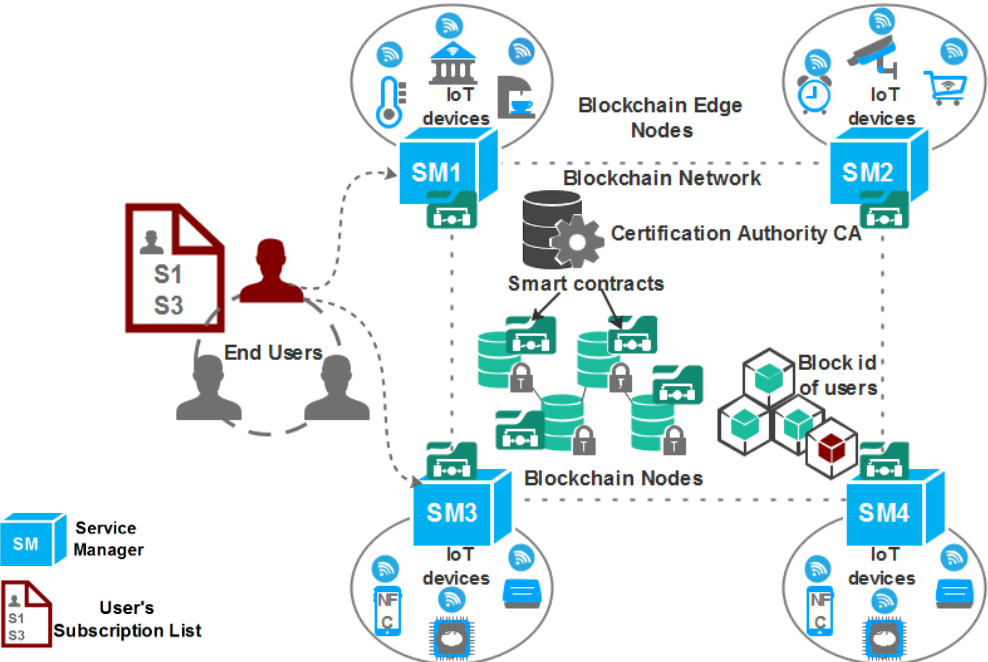 IoT
devices
SM1
Blockchain Edge
Nodes
IoT
devices
SM2
Blockchain Network
Certification Authority CA
Smart contracts
S1
S3
End Users
T
T
T
T
Block id
of users
Blockchain Nodes
SM3
IoT
devices
NF
C
SM4
IoT
devices
NF
C
SM
Service
Manager
S1
S3
User's
Subscription List